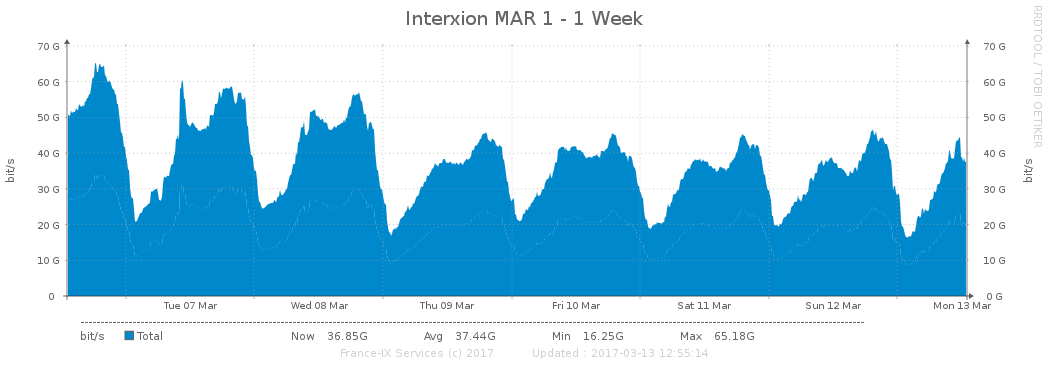 Interxion MAR 1 - 1 Week
RRDTOOL / TOBI OETIKER
70 G 70 G
60 G 60 G
50 G 50 G
40 G 40 G
30 G 30 G
20 G 20 G
10 G 10 G
0 0 G
bit/s
bit/s
Tue 07 Mar Wed 08 Mar Thu 09 Mar Fri 10 Mar Sat 11 Mar Sun 12 Mar Mon 13 Mar
bit/s Total Now 36.85G Avg 37.44G Min 16.25G Max 65.18G
France-IX Services (c) 2017 Updated : 2017-03-13 12:55:14